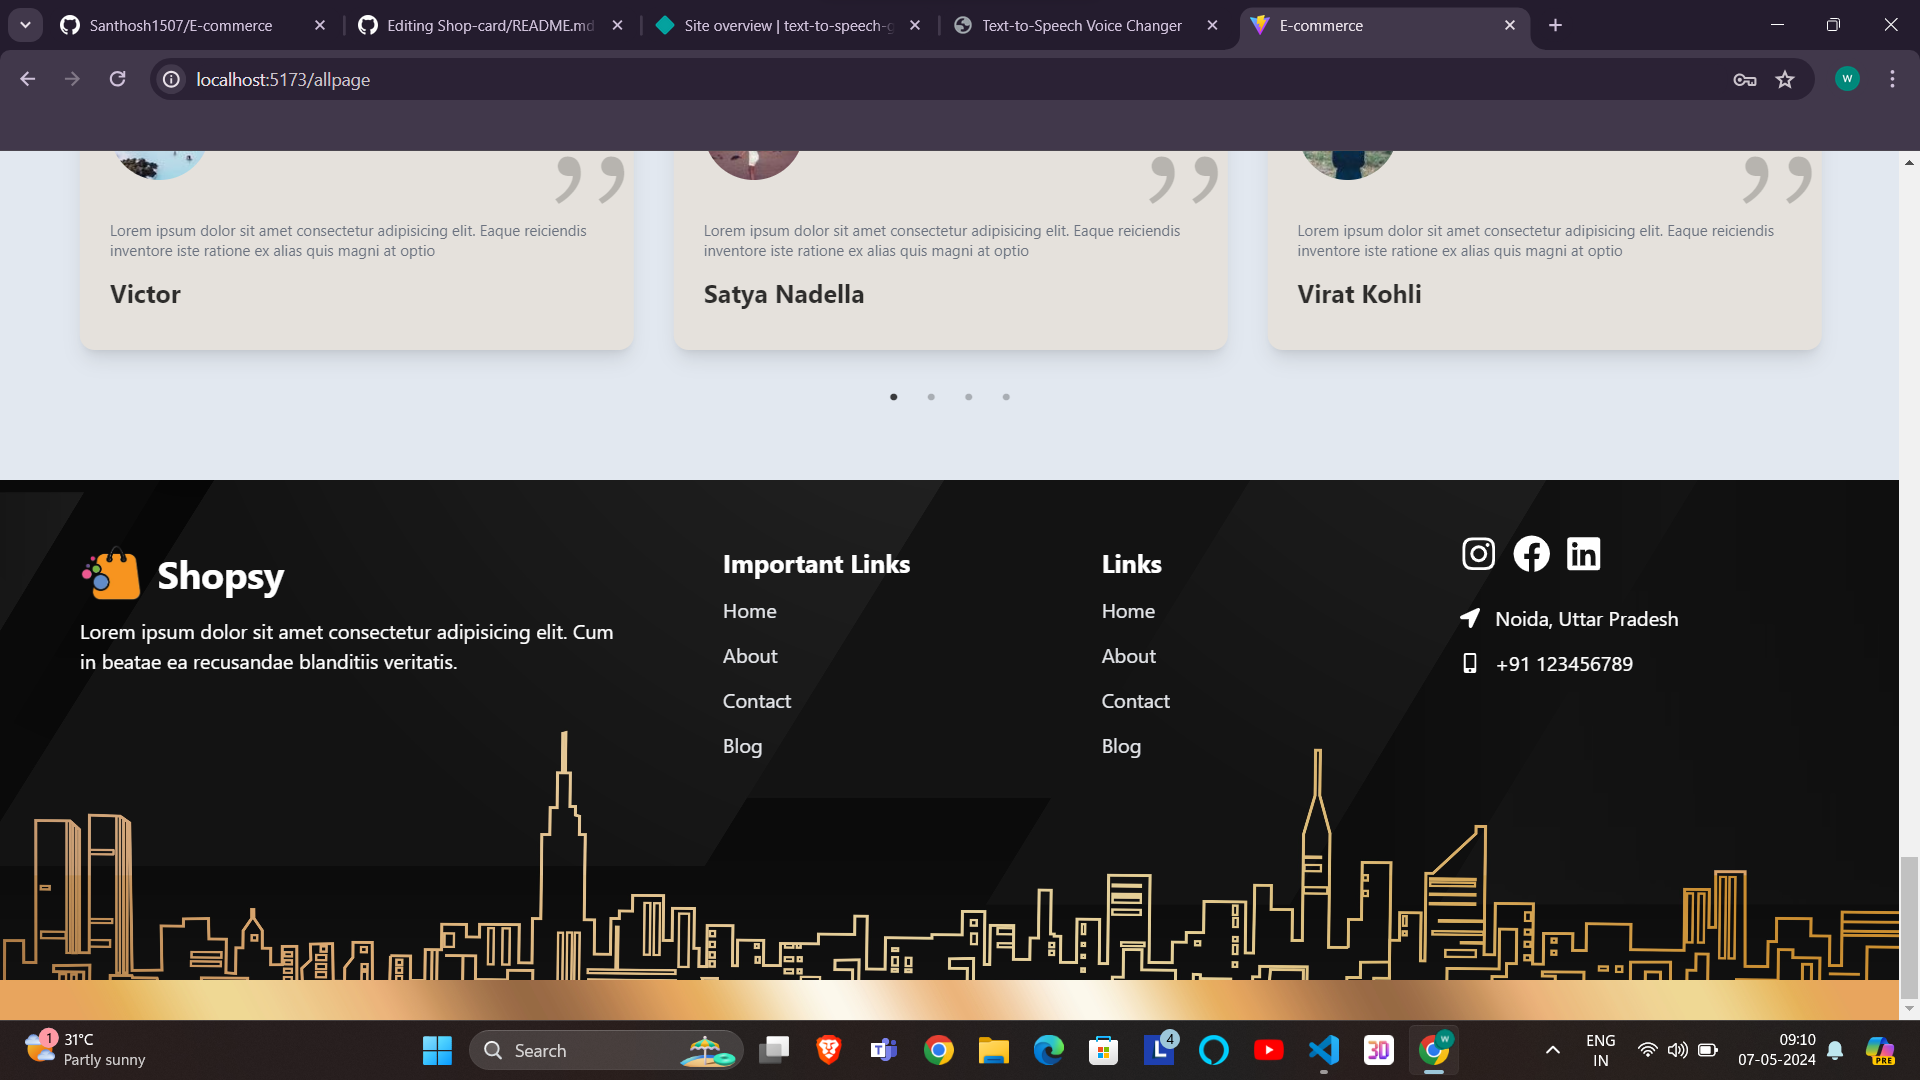 Santhosh1507/E-commerce
Editing Shop-card/README.md
Site overview | text-to-speech-g
Text-to-Speech Voice Changer
E-commerce
localhost:5173/allpage
W
Lorem ipsum dolor sit amet consectetur adipisicing elit. Eaque reiciendis
inventore iste ratione ex alias quis magni at optio
Victor
Lorem ipsum dolor sit amet consectetur adipisicing elit. Eaque reiciendis
inventore iste ratione ex alias quis magni at optio
Satya Nadella
Lorem ipsum dolor sit amet consectetur adipisicing elit. Eaque reiciendis
inventore iste ratione ex alias quis magni at optio
Virat Kohli
Shopsy
Lorem ipsum dolor sit amet consectetur adipisicing elit. Cum
in beatae ea recusandae blanditiis veritatis.
Important Links
Home
About
Contact
Blog
Links
Home
About
Contact
Blog
Noida, Uttar Pradesh
+91 123456789
1
31°C
Partly sunny
Search
L
4
3D
W
ENG
IN
09:10
07-05-2024
PRE